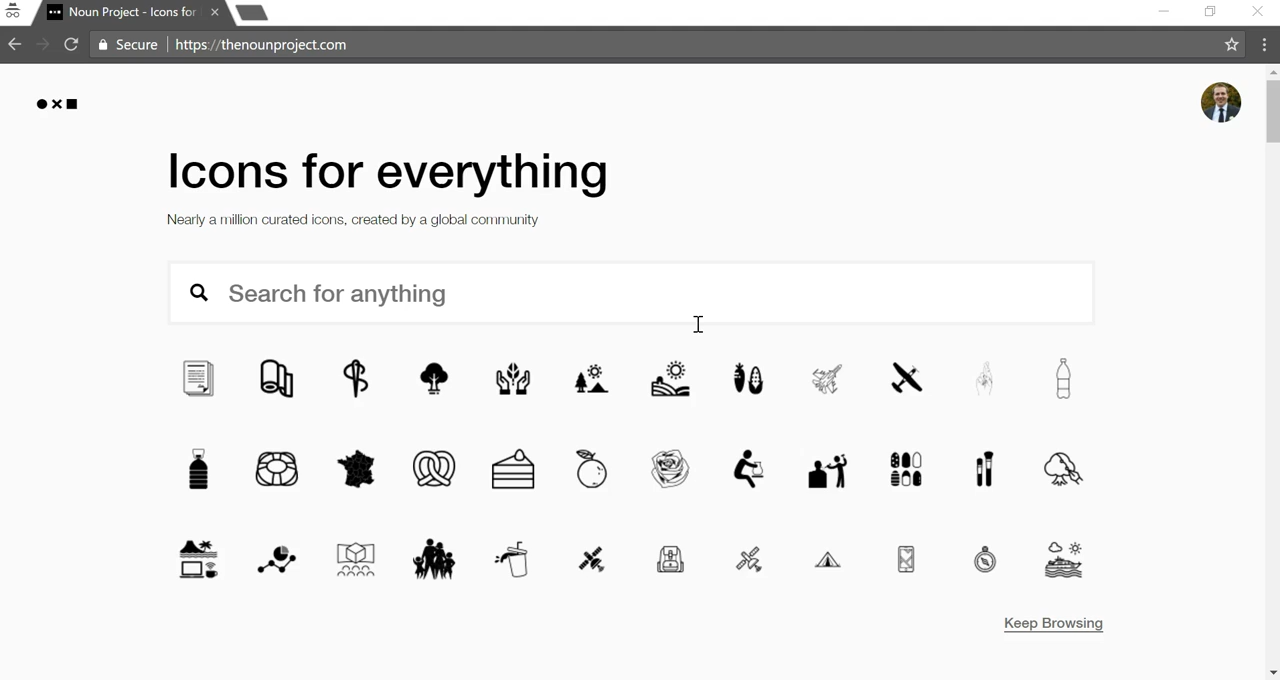 Noun Project - Icons for
Secure
https://thenounproject.com
Icons for everything
Nearly a million curated icons, created by a global community
Search for anything
Keep Browsing